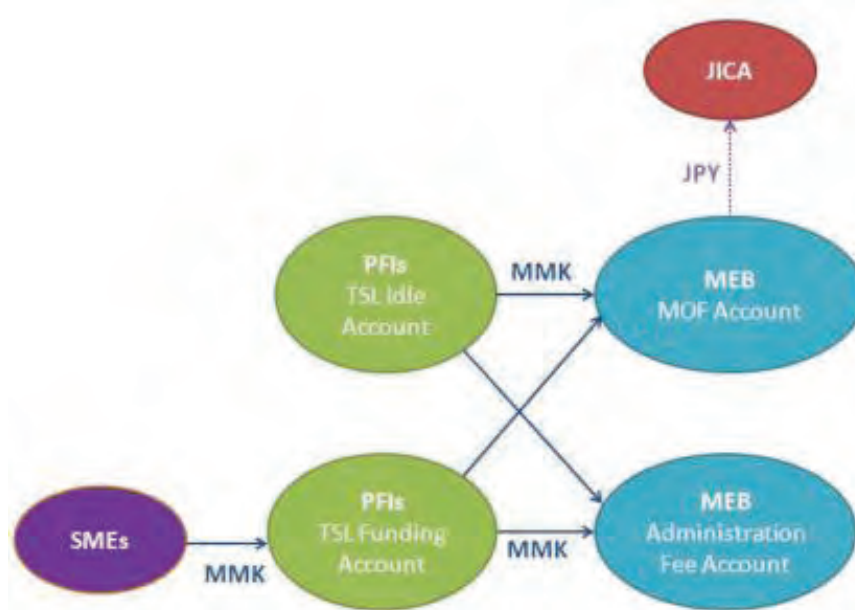 JICA
JPY
PFIs
TSL Idle
Account
MMK
MEB
MOF Account
SMEs
MMK
PFIs
TSL Funding
Account
MMK
MEB
Administration
Fee Account